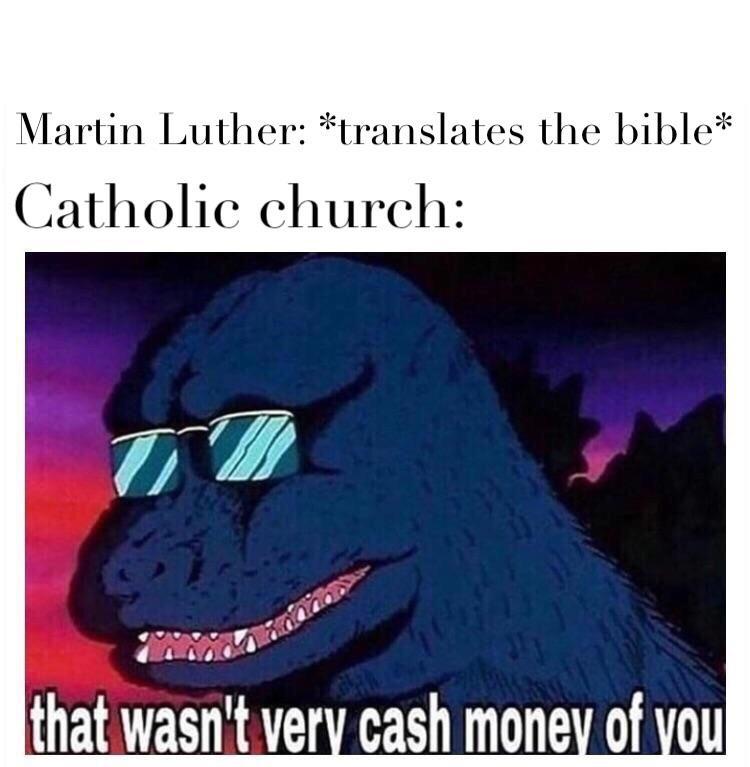 Martin Luther: *translates the bible*
Catholic church:
that wasn't very cash money of you